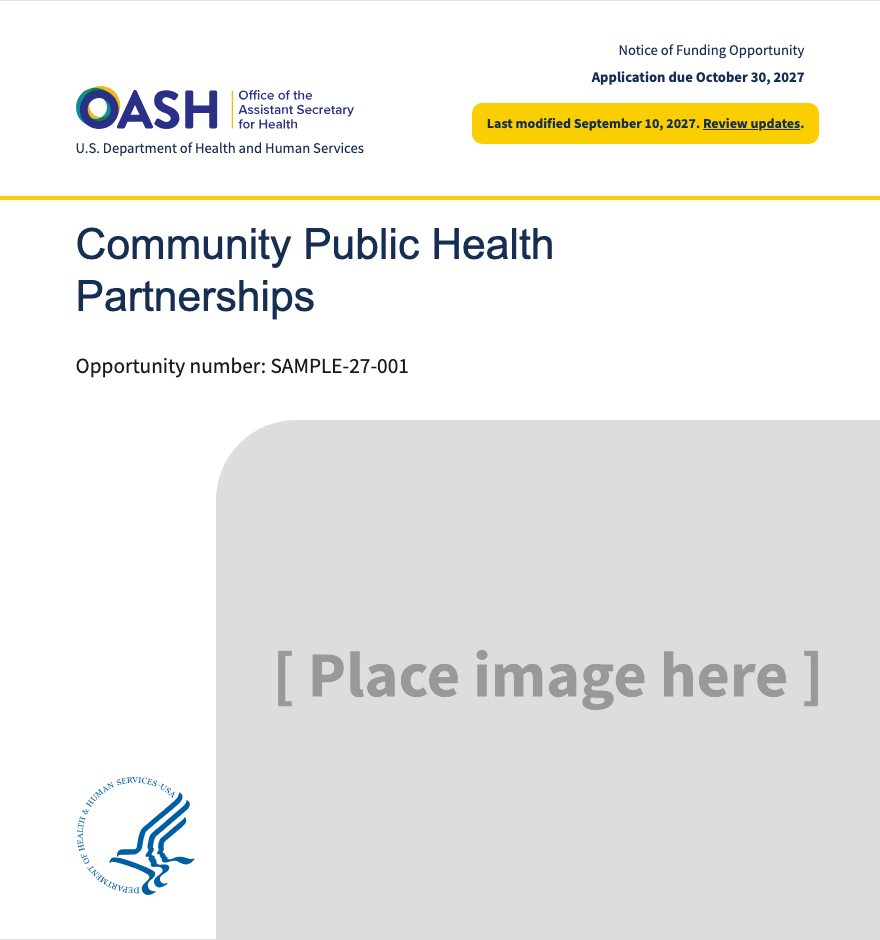 Notice of Funding Opportunity
Application due October 30, 2027
OASH
Office of the
Assistant Secretary
for Health
Last modified September 10, 2027. Review updates.
U.S. Department of Health and Human Services
Community Public Health
Partnerships
Opportunity number: SAMPLE-27-001
[ Place image here ]
DEPARTMENT OF HEALTH & HUMAN SERVICES·USA